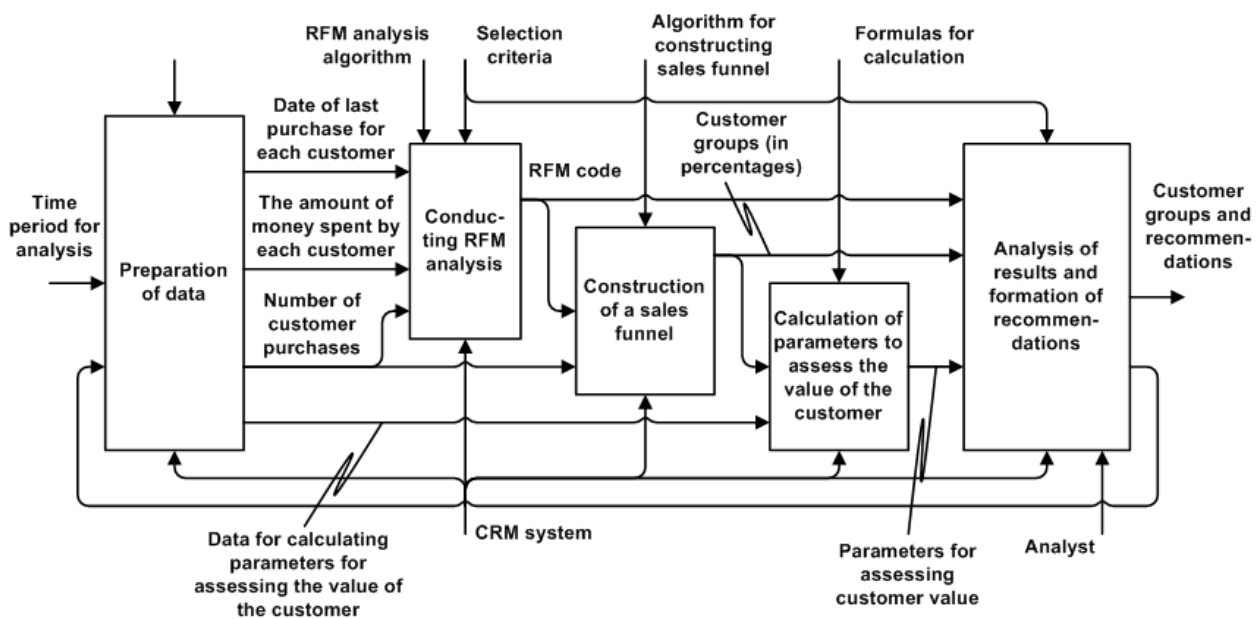 RFM analysis
algorithm
Selection
criteria
Algorithm for
constructing
sales funnel
Formulas for
calculation
Date of last
purchase for
each customer
Customer
groups (in
percentages)
RFM code
Time
period for
analysis
The amount of
money spent by
each customer
Conduc-
ting RFM
analysis
Customer
groups and
recommen-
dations
Preparation
of data
Analysis of
results and
formation of
recommen-
dations
Number of
customer
purchases
Construction
of a sales
funnel
Calculation of
parameters to
assess the
value of the
customer
Data for calculating
parameters for
assessing the value of
the customer
CRM system
Parameters for
assessing
customer value
Analyst